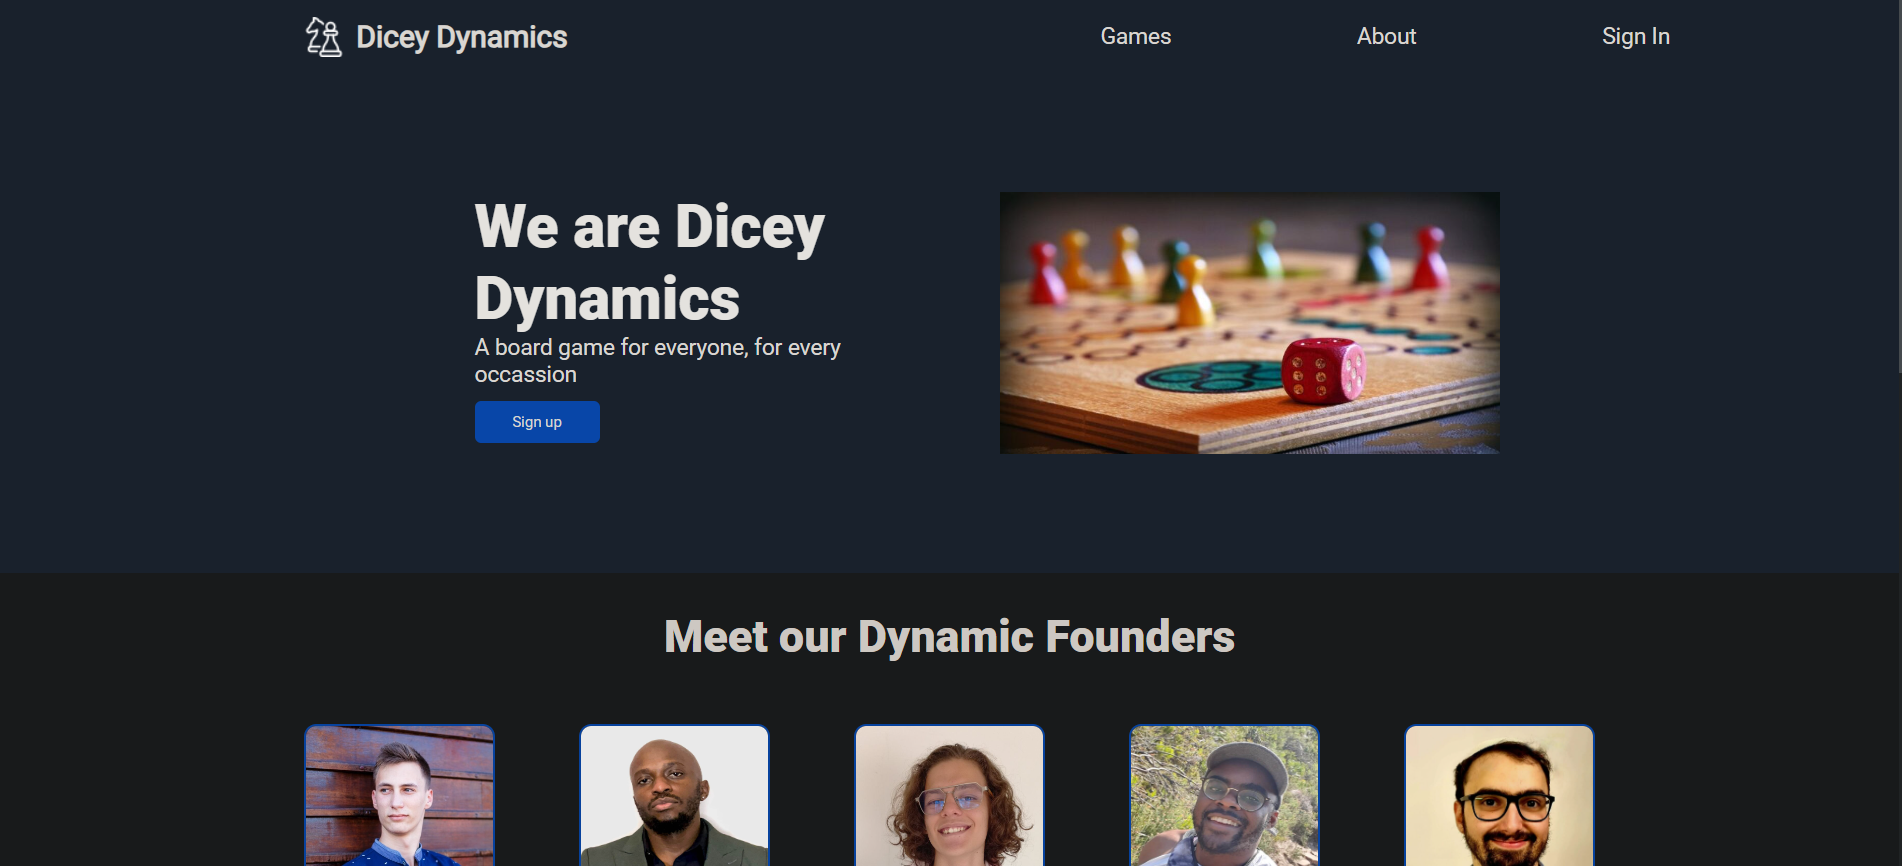 Dicey Dynamics
Games
About
Sign In
We are Dicey
Dynamics
A board game for everyone, for every
occassion
Sign up
Meet our Dynamic Founders